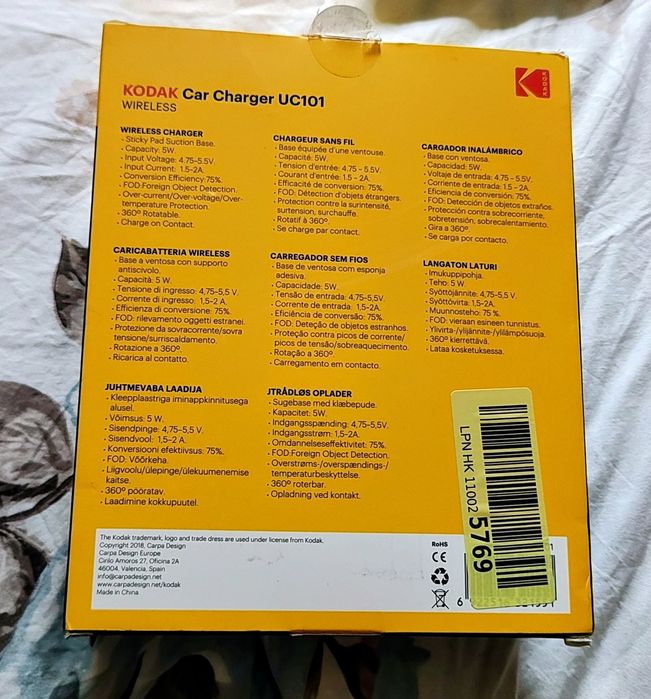 KODAK Car Charger UC101
WIRELESS
KODAK
WIRELESS CHARGER
• Sticky Pad Suction Base.
• Capacity: 5W.
• Input Voltage: 4.75-5.5V.
• Input Current: 1.5-2A.
• Conversion Efficiency:75%.
• FOD:Foreign Object Detection.
• Over-current/Over-voltage/Over-
temperature Protection.
• 360º Rotatable.
• Charge on Contact.
CHARGEUR SANS FIL
• Base équipée d'une ventouse.
• Capacité: 5W.
• Tension d'entrée: 4,75 – 5.5V.
• Courant d'entrée: 1.5 – 2A.
• Efficacité de conversion: 75%.
• FOD: Détection d'objets étrangers.
• Protection contre la surintensité,
surtension, surchauffe.
• Rotatif à 360º.
• Se charge par contact.
CARGADOR INALÁMBRICO
• Base con ventosa.
• Capacidad: 5W.
• Voltaje de entrada: 4,75 – 5.5V.
• Corriente de entrada: 1.5 – 2A.
• Eficiencia de conversión: 75%.
• FOD: Detección de objetos extraños.
• Protección contra sobrecorriente,
sobretensión, sobrecalentamiento.
• Gira a 360º.
• Se carga por contacto.
CARICABATTERIA WIRELESS
• Base a ventosa con supporto
antiscivolo.
• Capacità: 5 W.
• Tensione di ingresso: 4,75-5,5 V.
• Corrente di ingresso: 1,5-2 A.
• Efficienza di conversione: 75%.
• FOD: rilevamento oggetti estranei.
• Protezione da sovracorrente/sovra
tensione/surriscaldamento.
• Rotazione a 360º.
• Ricarica al contatto.
CARREGADOR SEM FIOS
• Base de ventosa com esponja
adesiva.
• Capacidade: 5W.
• Tensão de entrada: 4,75-5,5V.
• Corrente de entrada: 1,5-2A.
• Eficiência de conversão: 75%.
• FOD: Deteção de objetos estranhos.
• Proteção contra picos de corrente/
picos de tensão/sobreaquecimento.
• Rotação a 360º.
• Carregamento em contacto.
LANGATON LATURI
• Imukuppipohja.
• Teho: 5 W.
• Syöttöjännite: 4,75-5,5 V.
• Syöttövirta: 1,5-2A.
• Muunnosteho: 75 %.
• FOD: vieraan esineen tunnistus.
• Ylivirta-/ylijännite-/ylilämpösuoja.
• 360º kierrettävä.
• Lataa kosketuksessa.
JUHTMEVABA LAADIJA
• Kleepplaastriga iminappkinnitusega
alusel.
• Võimsus: 5 W.
• Sisendpinge: 4,75-5,5 V.
• Sisendvool: 1,5-2 A.
• Konversiooni efektiivsus: 75%.
• FOD: Võõrkeha.
• Liigvoolu/ülepinge/ülekuumenemise
kaitse.
• 360º pööratav.
• Laadimine kokkupuutel.
JTRÅDLØS OPLADER
• Sugebase med klæbepude.
• Kapacitet: 5W.
• Indgangsspænding: 4,75-5,5V.
• Indgangsstrøm: 1,5-2A.
• Omdannelseseffektivitet: 75%.
• FOD:Foreign Object Detection.
• Overstrøms-/overspændings-/
temperaturbeskyttelse.
• 360º roterbar.
• Opladning ved kontakt.
LPN HK 110025769
The Kodak trademark, logo and trade dress are used under license from Kodak.
Copyright 2018, Carpa Design
Carpa Design Europe
Cirilo Amoros 27, Oficina 2A
46004, Valencia, Spain
info@carpadesign.net
www.carpadesign.net/kodak
Made in China
RoHS
CE